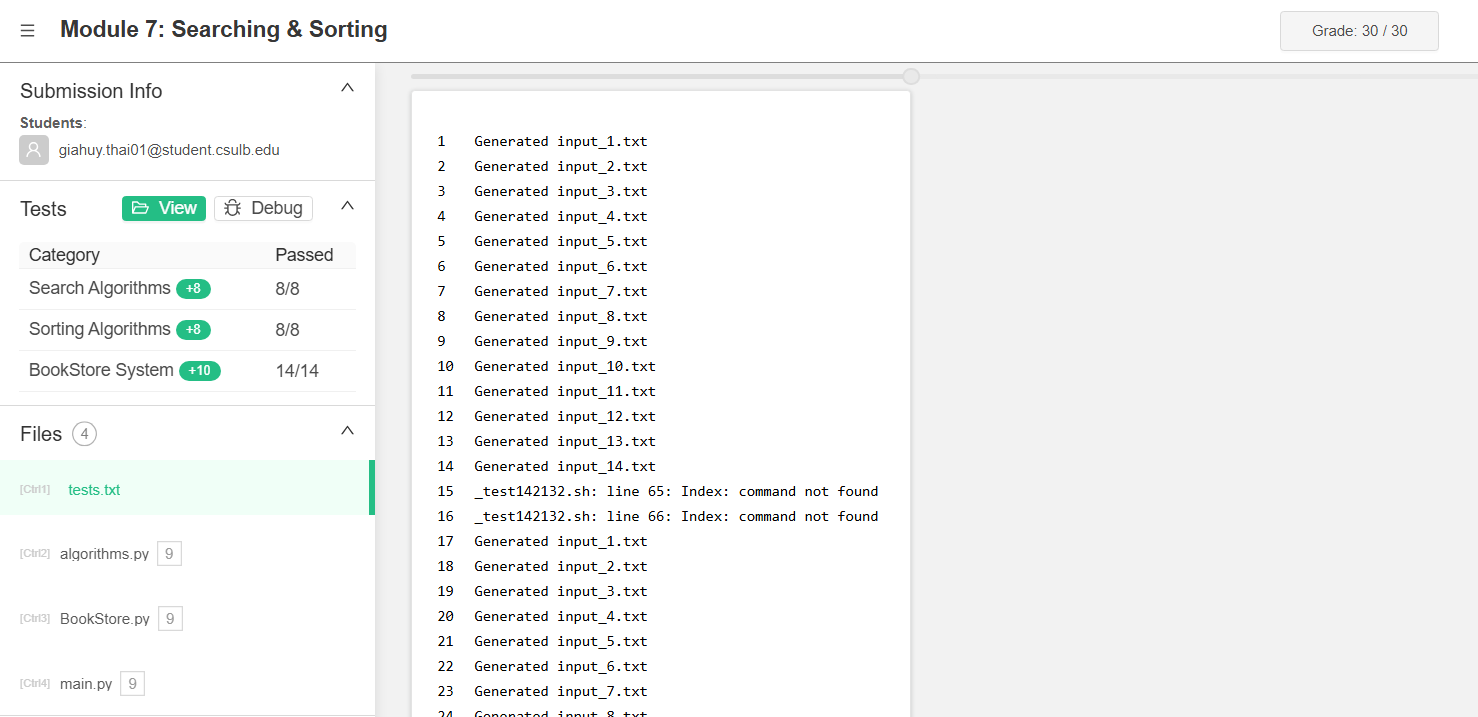 Module 7: Searching & Sorting
Grade: 30 / 30
Submission Info
Students:
giahuy.thai01@student.csulb.edu
Tests
View
Debug
Category Passed
Search Algorithms +8 8/8
Sorting Algorithms +8 8/8
BookStore System +10 14/14
Files 4
[Ctrl1] tests.txt
[Ctrl2] algorithms.py 9
[Ctrl3] BookStore.py 9
[Ctrl4] main.py 9
1 Generated input_1.txt
2 Generated input_2.txt
3 Generated input_3.txt
4 Generated input_4.txt
5 Generated input_5.txt
6 Generated input_6.txt
7 Generated input_7.txt
8 Generated input_8.txt
9 Generated input_9.txt
10 Generated input_10.txt
11 Generated input_11.txt
12 Generated input_12.txt
13 Generated input_13.txt
14 Generated input_14.txt
15 _test142132.sh: line 65: Index: command not found
16 _test142132.sh: line 66: Index: command not found
17 Generated input_1.txt
18 Generated input_2.txt
19 Generated input_3.txt
20 Generated input_4.txt
21 Generated input_5.txt
22 Generated input_6.txt
23 Generated input_7.txt
24 Generated input_8.txt